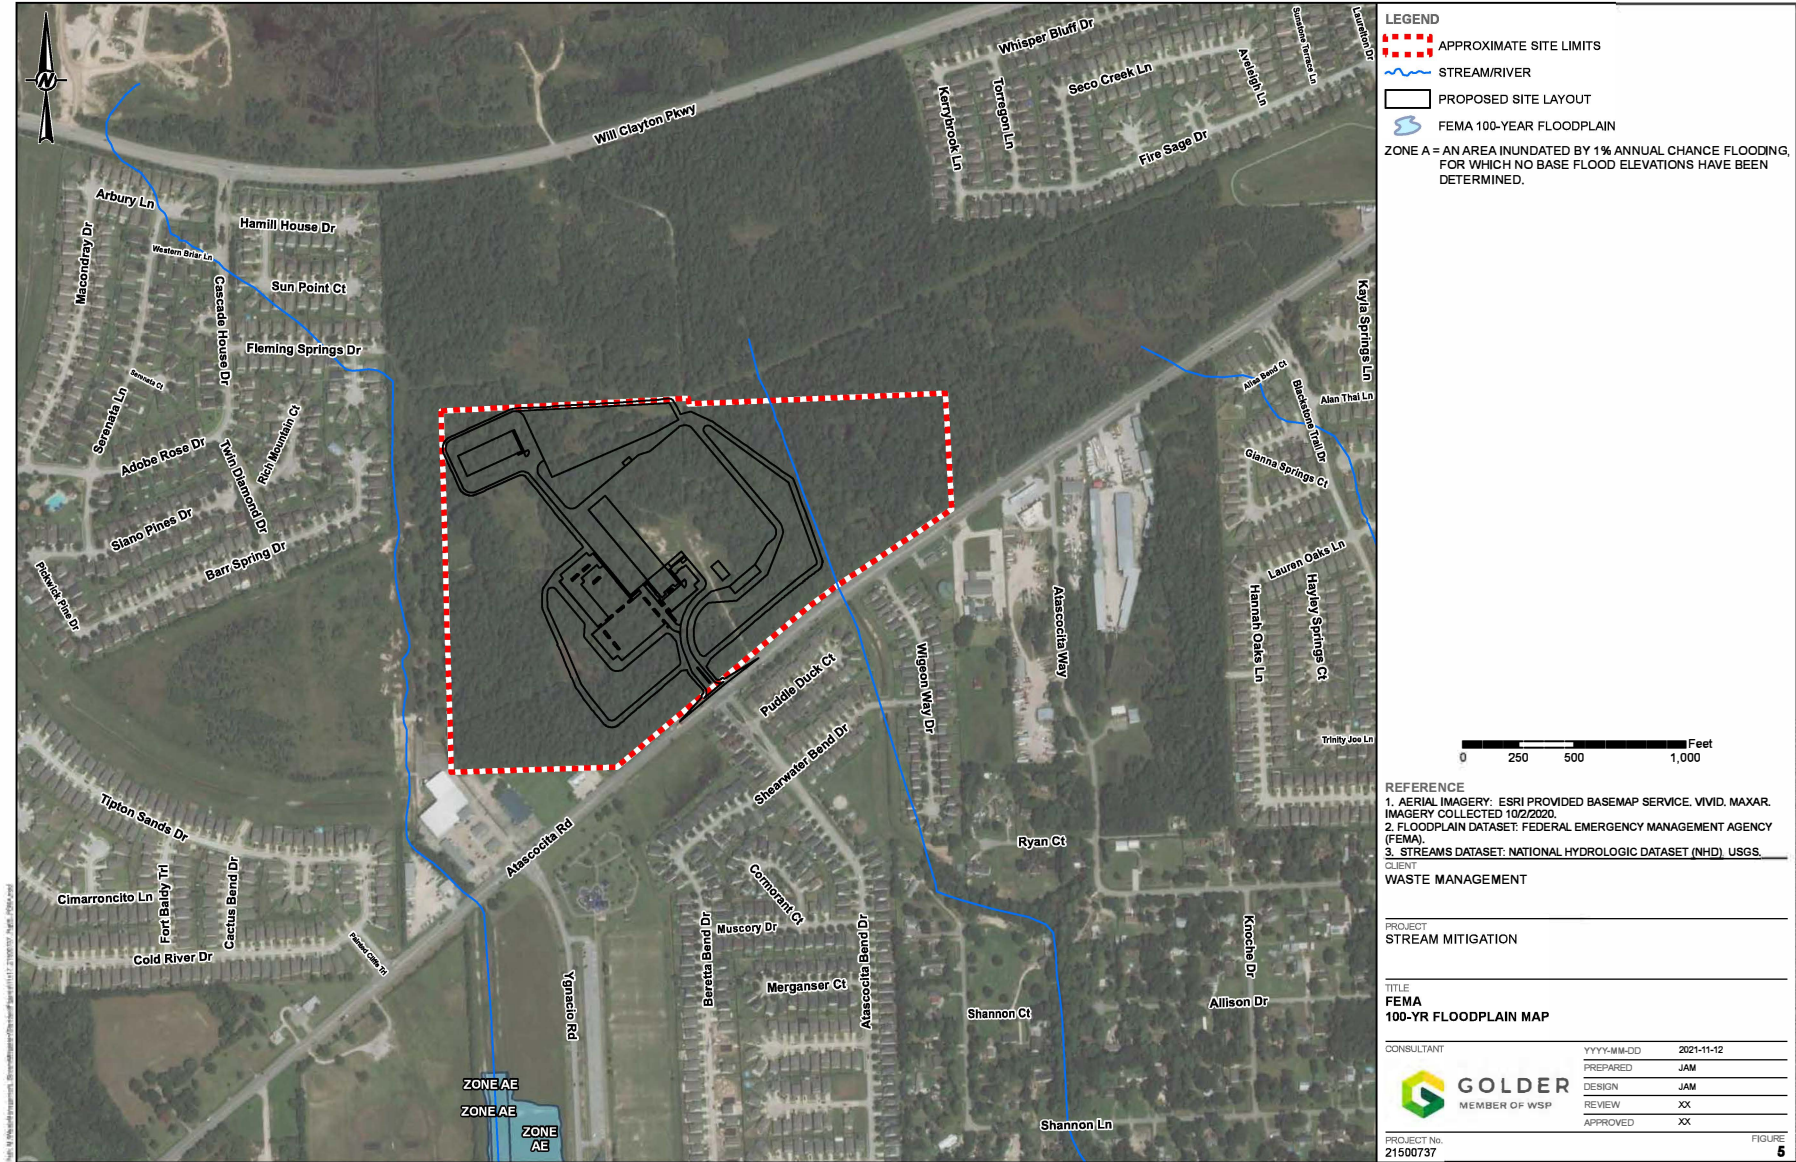 N
Whisper Bluff Dr
Seco Creek Ln
Aveleigh Ln
Sunstone Terrace Ln
Laurelton Dr
Kerrybrook Ln
Torregon Ln
Fire Sage Dr
Will Clayton Pkwy
Arbury Ln
Hamill House Dr
Macondray Dr
Western Briar Ln
Cascade House Dr
Sun Point Ct
Fleming Springs Dr
Serenata Ct
Serenata Ln
Adobe Rose Dr
Twin Diamond Dr
Rich Mountain Ct
Slano Pines Dr
Barr Spring Dr
Pickwick Pine Dr
Kayla Springs Ln
Allea Bend Ct
Blackstone Trail Dr
Alan Thai Ln
Gianna Springs Ct
Lauren Oaks Ln
Hannah Oaks Ln
Hayley Springs Ct
Atascocita Way
Trinity Joe Ln
Puddle Duck Ct
Wigeon Way Dr
Shearwater Bend Dr
Tipton Sands Dr
Atascocita Rd
Ryan Ct
Cimarroncito Ln
Fort Baldy Trl
Cactus Bend Dr
Cold River Dr
Painted Cliffs Trl
Cormorant Ct
Muscory Dr
Beretta Bend Dr
Merganser Ct
Atascocita Bend Dr
Ygnacio Rd
Knoche Dr
Allison Dr
Shannon Ct
Shannon Ln
ZONE AE
ZONE AE
ZONE
AE
LEGEND
APPROXIMATE SITE LIMITS
STREAM/RIVER
PROPOSED SITE LAYOUT
FEMA 100-YEAR FLOODPLAIN
ZONE A = AN AREA INUNDATED BY 1% ANNUAL CHANCE FLOODING,
FOR WHICH NO BASE FLOOD ELEVATIONS HAVE BEEN
DETERMINED.
Feet
0 250 500 1,000
REFERENCE
1. AERIAL IMAGERY: ESRI PROVIDED BASEMAP SERVICE. VIVID. MAXAR.
IMAGERY COLLECTED 10/2/2020.
2. FLOODPLAIN DATASET: FEDERAL EMERGENCY MANAGEMENT AGENCY
(FEMA).
3. STREAMS DATASET: NATIONAL HYDROLOGIC DATASET (NHD) USGS.
CLIENT
WASTE MANAGEMENT
PROJECT
STREAM MITIGATION
TITLE
FEMA
100-YR FLOODPLAIN MAP
CONSULTANT
GOLDER
MEMBER OF WSP
YYYY-MM-DD 2021-11-12
PREPARED JAM
DESIGN JAM
REVIEW XX
APPROVED XX
PROJECT No.
21500737
FIGURE
5